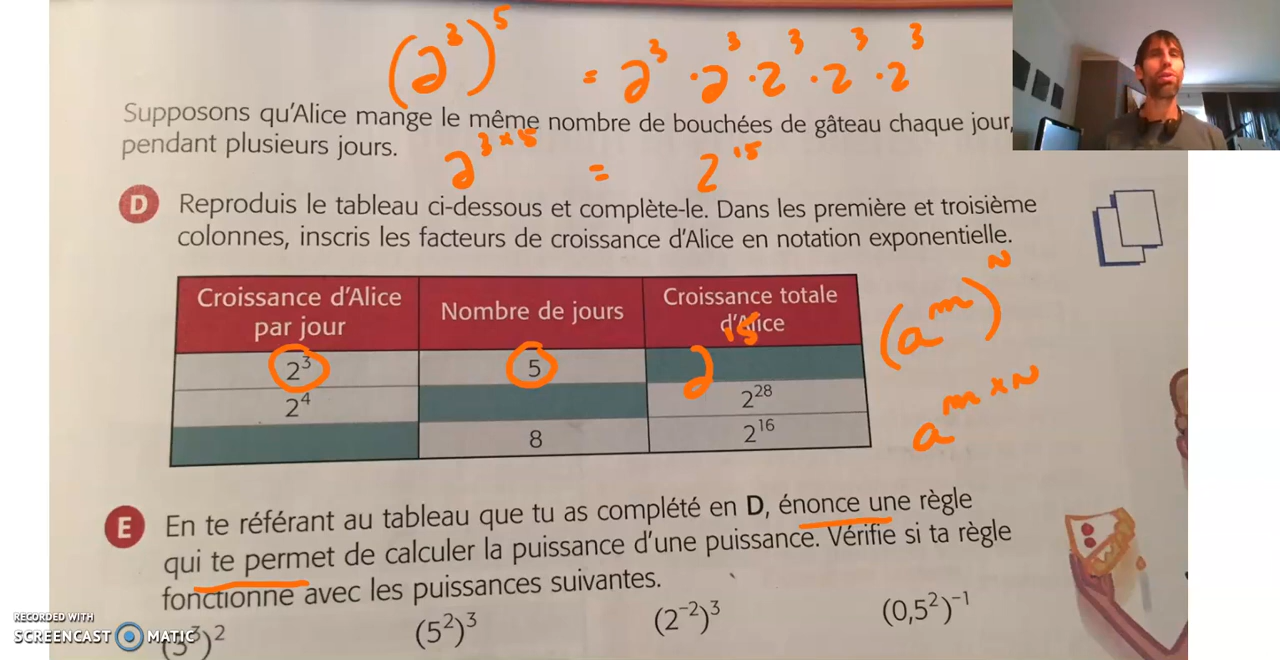 (2³)⁵ = 2³ · 2³ · 2³ · 2³ · 2³
Supposons qu'Alice mange le même nombre de bouchées de gâteau chaque jour,
pendant plusieurs jours.
2³ˣ⁵ = 2¹⁵
D Reproduis le tableau ci-dessous et complète-le. Dans les première et troisième
colonnes, inscris les facteurs de croissance d'Alice en notation exponentielle.
Croissance d'Alice par jour
Nombre de jours
Croissance totale d'Alice
2³ 5 2¹⁵
2⁴ 2²⁸
8 2¹⁶
(aᵐ)ᴺ
aᵐ ˣ ᴺ
E En te référant au tableau que tu as complété en D, énonce une règle
qui te permet de calculer la puissance d'une puissance. Vérifie si ta règle
fonctionne avec les puissances suivantes.
(3³)² (5²)³ (2⁻²)³ (0,5²)⁻¹
RECORDED WITH
SCREENCAST MATIC